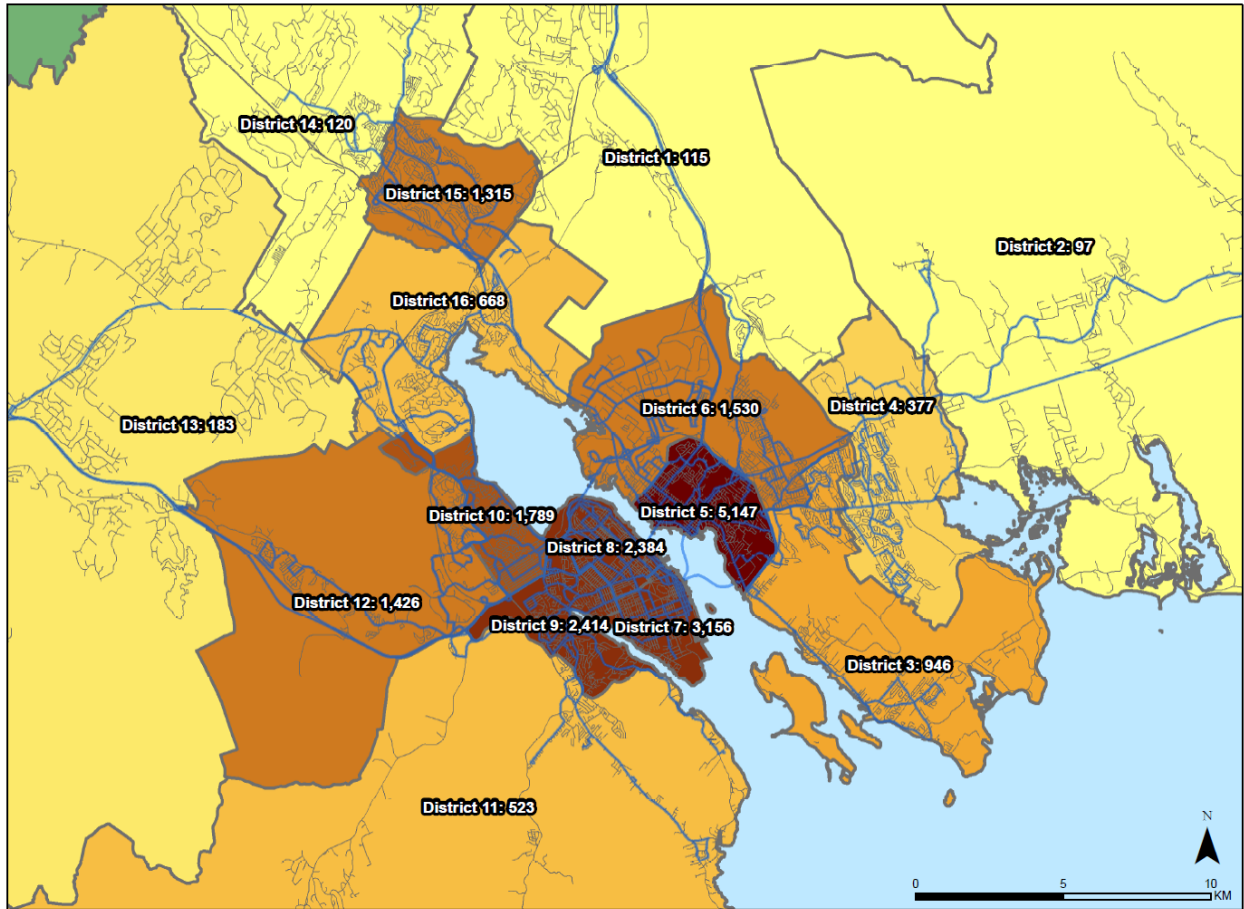 District 14: 120
District 1: 115
District 15: 1,315
District 2: 97
District 16: 668
District 6: 1,530
District 4: 377
District 13: 183
District 10: 1,789
District 5: 5,147
District 8: 2,384
District 12: 1,426
District 9: 2,414
District 7: 3,156
District 3: 946
District 11: 523
N
0 5 10
KM